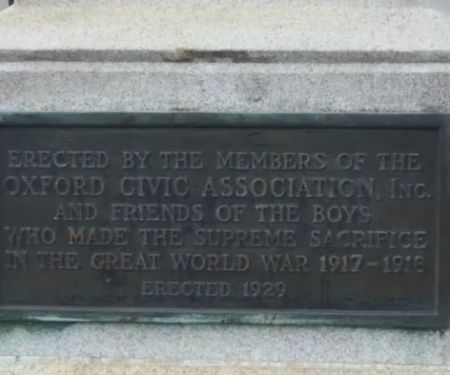 ERECTED BY THE MEMBERS OF THE
OXFORD CIVIC ASSOCIATION, INC.
AND FRIENDS OF THE BOYS
WHO MADE THE SUPREME SACRIFICE
IN THE GREAT WORLD WAR 1917-1918
ERECTED 1929